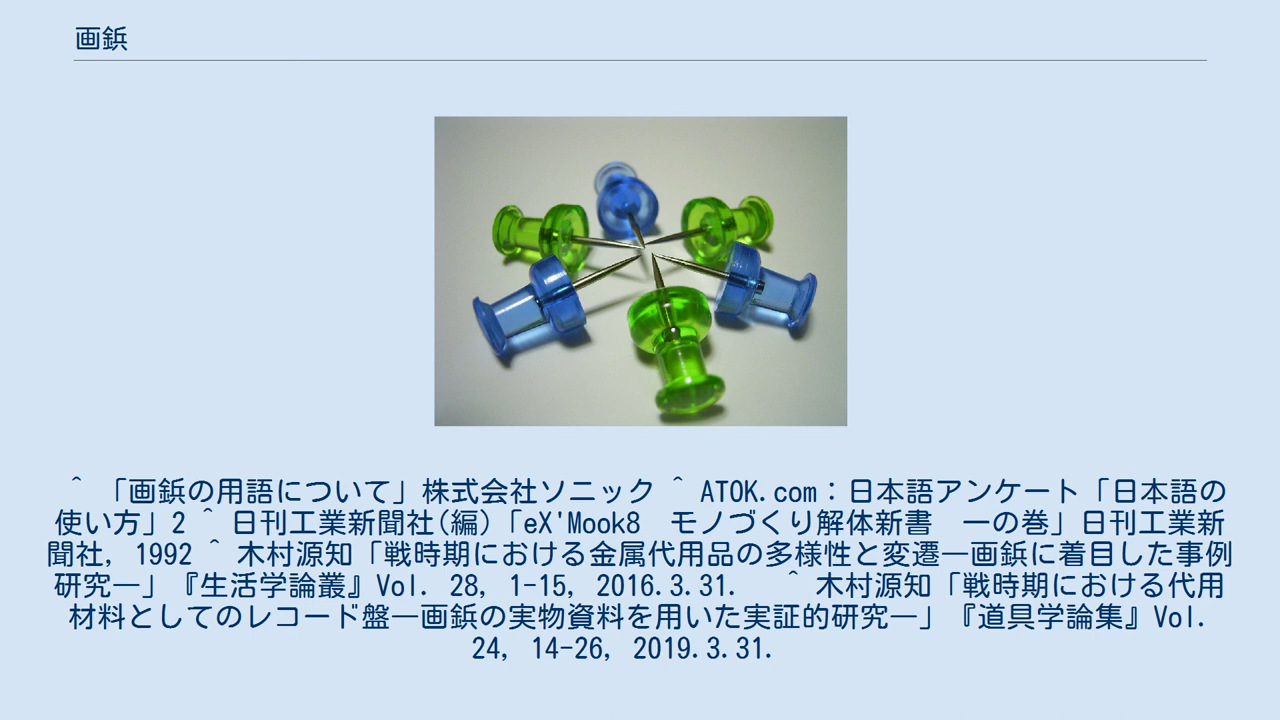 画鋲
^ 「画鋲の用語について」株式会社ソニック ^ ATOK.com：日本語アンケート「日本語の
使い方」2 ^ 日刊工業新聞社(編)「eX'Mook8　モノづくり解体新書　一の巻」日刊工業新
聞社, 1992 ^ 木村源知「戦時期における金属代用品の多様性と変遷―画鋲に着目した事例
研究―」『生活学論叢』Vol. 28, 1-15, 2016.3.31.　 ^ 木村源知「戦時期における代用
材料としてのレコード盤―画鋲の実物資料を用いた実証的研究―」『道具学論集』Vol.
24, 14-26, 2019.3.31.